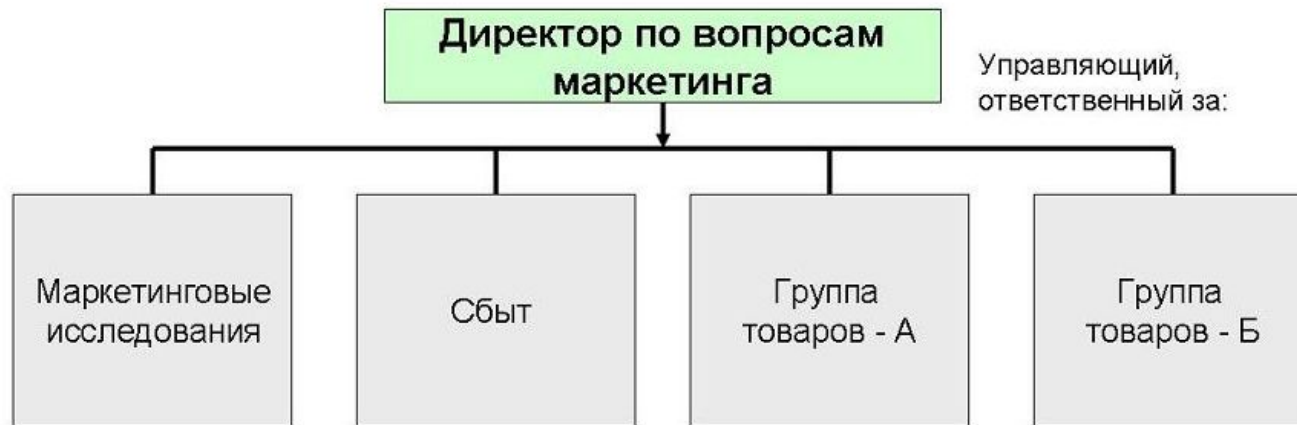 Директор по вопросам
маркетинга
Управляющий,
ответственный за:
Маркетинговые
исследования
Сбыт
Группа
товаров - А
Группа
товаров - Б